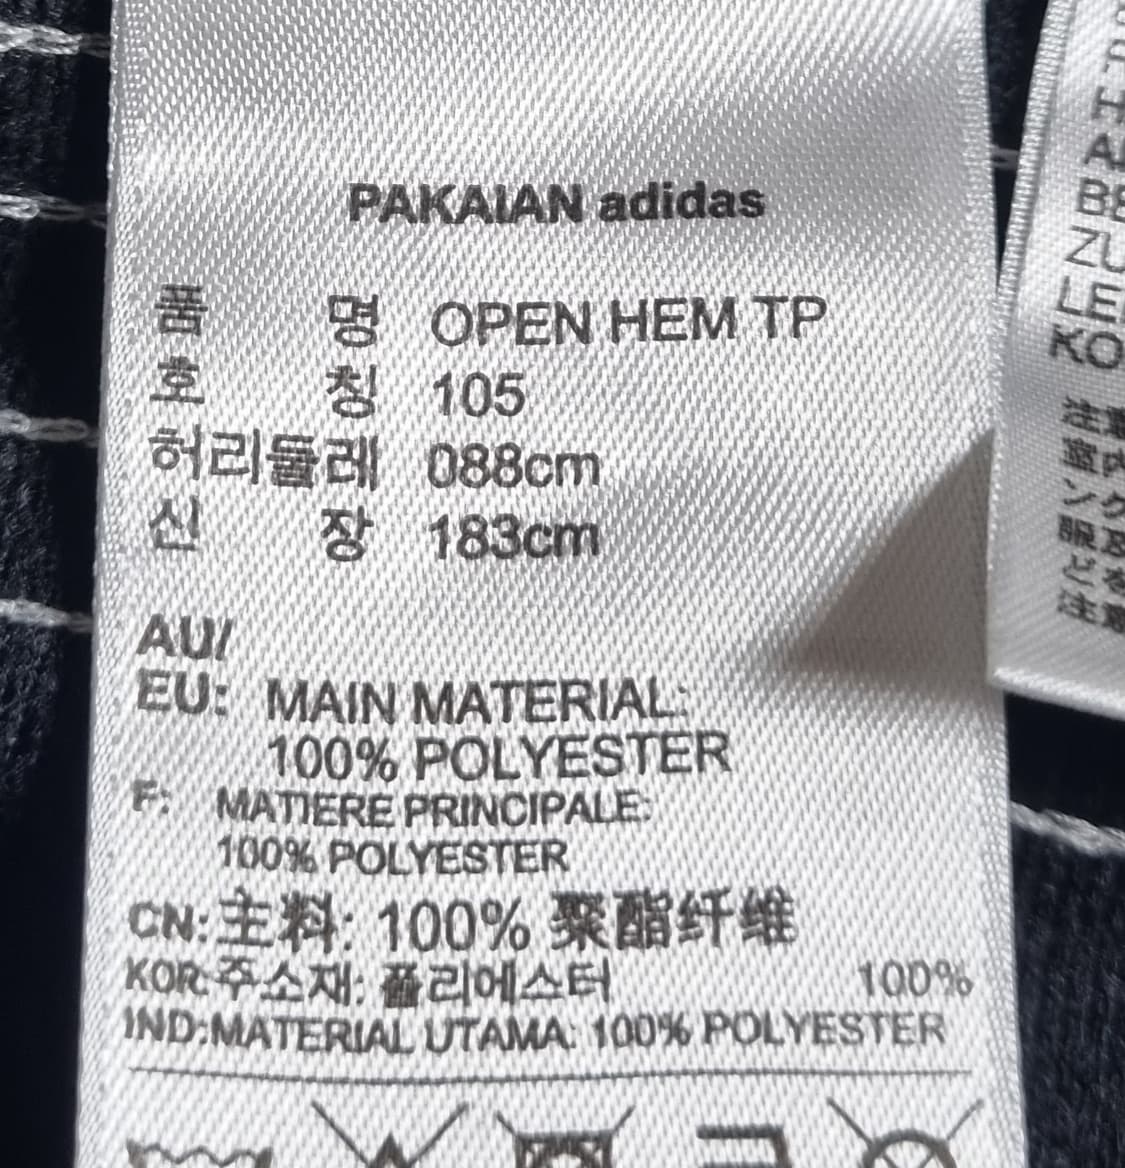 PAKAIAN adidas
품 명 OPEN HEM TP
호 칭 105
허리둘레 088cm
신 장 183cm
AU/
EU: MAIN MATERIAL:
100% POLYESTER
F: MATIERE PRINCIPALE:
100% POLYESTER
CN:主料: 100% 聚酯纤维
KOR:주소재: 폴리에스터 100%
IND:MATERIAL UTAMA: 100% POLYESTER